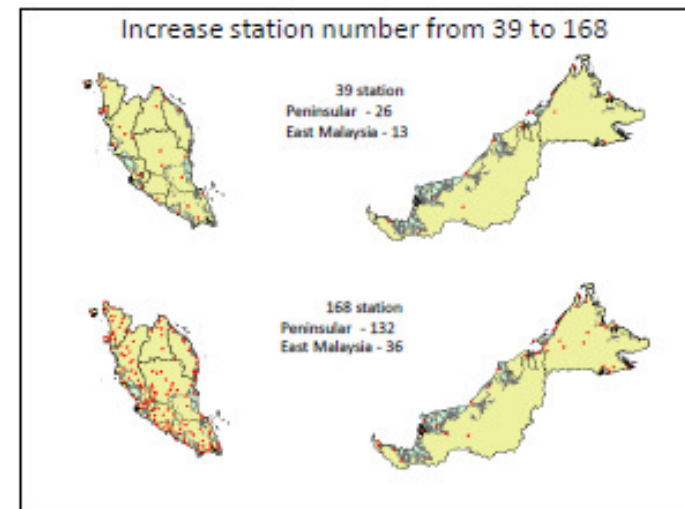 Increase station number from 39 to 168
39 station
Peninsular - 26
East Malaysia - 13
168 station
Peninsular - 132
East Malaysia - 36